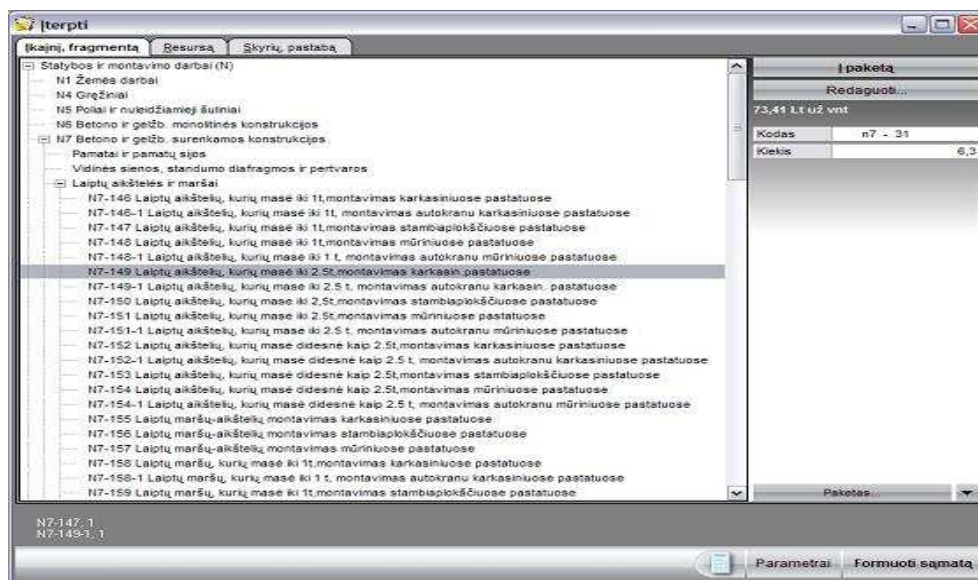 Įterpti
Įkainį, fragmentą Resursą Skyrių, pastabą
Statybos ir montavimo darbai (N)
N1 Žemės darbai
N4 Gręžiniai
N5 Poliai ir nuleidžiamieji šuliniai
N6 Betono ir gelžb. monolitinės konstrukcijos
N7 Betono ir gelžb. surenkamos konstrukcijos
Pamatai ir pamatų sijos
Vidinės sienos, standumo diafragmos ir pertvaros
Laiptų aikštelės ir maršai
N7-146 Laiptų aikštelių, kurių masė iki 1t,montavimas karkasiniuose pastatuose
N7-146-1 Laiptų aikštelių, kurių masė iki 1t, montavimas autokranu karkasiniuose pastatuose
N7-147 Laiptų aikštelių, kurių masė iki 1t,montavimas stambiaplokščiuose pastatuose
N7-148 Laiptų aikštelių, kurių masė iki 1t,montavimas mūriniuose pastatuose
N7-148-1 Laiptų aikštelių, kurių masė iki 1 t, montavimas autokranu mūriniuose pastatuose
N7-149 Laiptų aikštelių, kurių masė iki 2.5t,montavimas karkasin.pastatuose
N7-149-1 Laiptų aikštelių, kurių masė iki 2.5 t, montavimas autokranu karkasin. pastatuose
N7-150 Laiptų aikštelių, kurių masė iki 2,5t,montavimas stambiaplokščiuose pastatuose
N7-151 Laiptų aikštelių, kurių masė iki 2.5t,montavimas mūriniuose pastatuose
N7-151-1 Laiptų aikštelių, kurių masė iki 2.5 t, montavimas autokranu mūriniuose pastatuose
N7-152 Laiptų aikštelių, kurių masė didesnė kaip 2.5t,montavimas karkasiniuose pastatuose
N7-152-1 Laiptų aikštelių, kurių masė didesnė kaip 2.5 t, montavimas autokranu karkasiniuose pastatuose
N7-153 Laiptų aikštelių, kurių masė didesnė kaip 2.5t,montavimas stambiaplokščiuose pastatuose
N7-154 Laiptų aikštelių, kurių masė didesnė kaip 2.5t,montavimas mūriniuose pastatuose
N7-154-1 Laiptų aikštelių, kurių masė didesnė kaip 2.5 t, montavimas autokranu mūriniuose pastatuose
N7-155 Laiptų maršų-aikštelių montavimas karkasiniuose pastatuose
N7-156 Laiptų maršų-aikštelių montavimas stambiaplokščiuose pastatuose
N7-157 Laiptų maršų-aikštelių montavimas mūriniuose pastatuose
N7-158 Laiptų maršų, kurių masė iki 1t,montavimas karkasiniuose pastatuose
N7-158-1 Laiptų maršų, kurių masė iki 1 t, montavimas autokranu karkasiniuose pastatuose
N7-159 Laiptų maršų, kurių masė iki 1t,montavimas stambiaplokščiuose pastatuose
Į paketą
Redaguoti...
73,41 Lt už vnt
Kodas n7 - 31
Kiekis 6,3
Paketas...
N7-147, 1
N7-149-1, 1
Parametrai Formuoti sąmatą